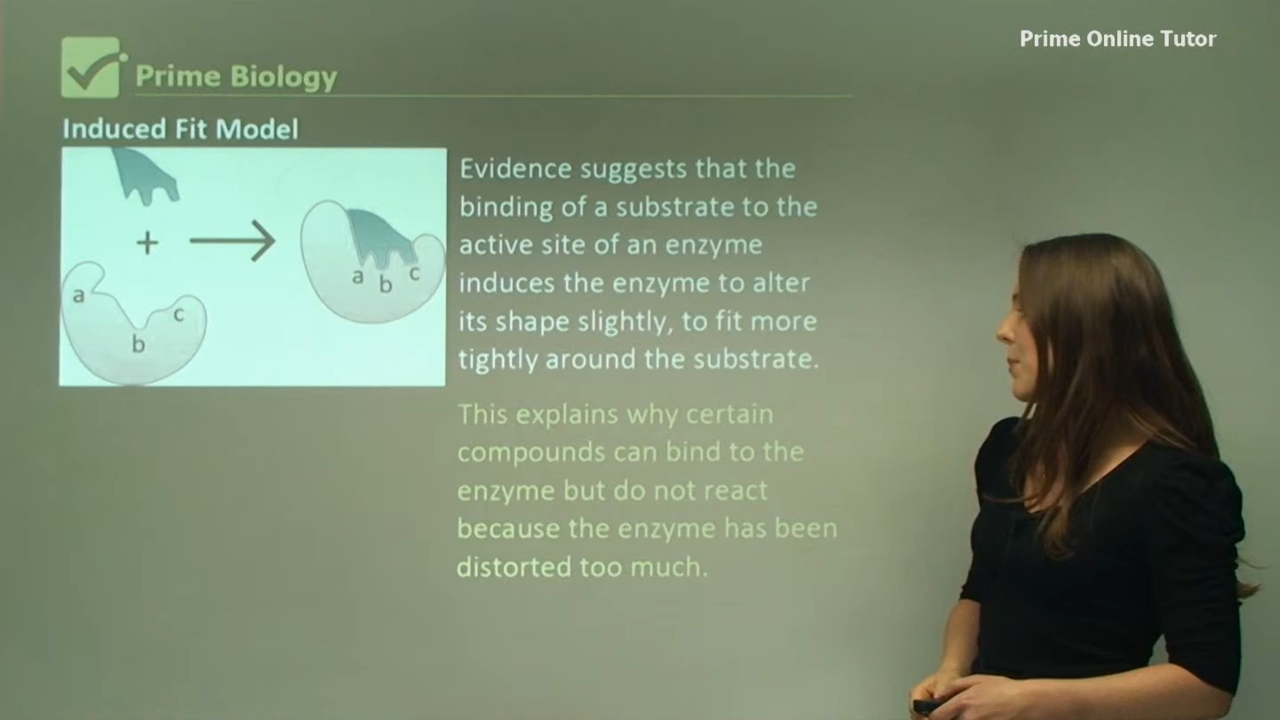 Prime Online Tutor
Prime Biology
Induced Fit Model
Evidence suggests that the
binding of a substrate to the
active site of an enzyme
induces the enzyme to alter
its shape slightly, to fit more
tightly around the substrate.
This explains why certain
compounds can bind to the
enzyme but do not react
because the enzyme has been
distorted too much.
+
a
b
c
a b c